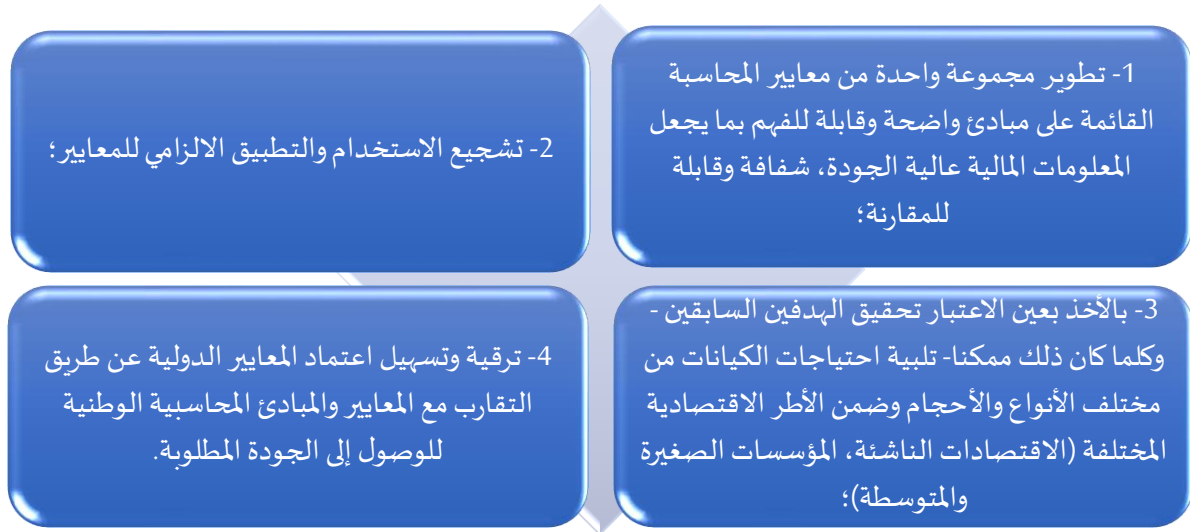 1- تطوير مجموعة واحدة من معايير المحاسبة
القائمة على مبادئ واضحة وقابلة للفهم بما يجعل
المعلومات المالية عالية الجودة، شفافة وقابلة
للمقارنة؛
2- تشجيع الاستخدام والتطبيق الالزامي للمعايير؛
3- بالأخذ بعين الاعتبار تحقيق الهدفين السابقين -
وكلما كان ذلك ممكنا- تلبية احتياجات الكيانات من
مختلف الأنواع والأحجام وضمن الأطر الاقتصادية
المختلفة (الاقتصادات الناشئة، المؤسسات الصغيرة
والمتوسطة)؛
4- ترقية وتسهيل اعتماد المعايير الدولية عن طريق
التقارب مع المعايير والمبادئ المحاسبية الوطنية
للوصول إلى الجودة المطلوبة.